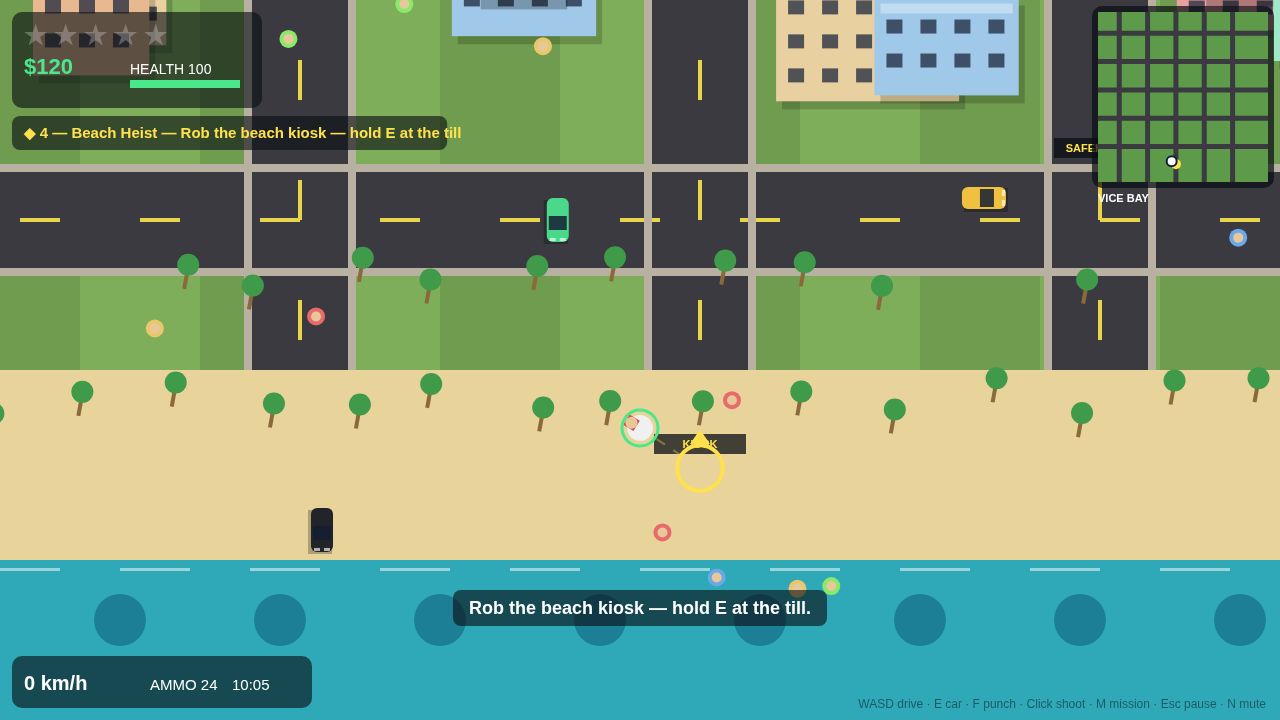 $120
HEALTH 100
◆ 4 — Beach Heist — Rob the beach kiosk — hold E at the till
VICE BAY
Rob the beach kiosk — hold E at the till.
0 km/h
AMMO 24 10:05
WASD drive · E car · F punch · Click shoot · M mission · Esc pause · N mute